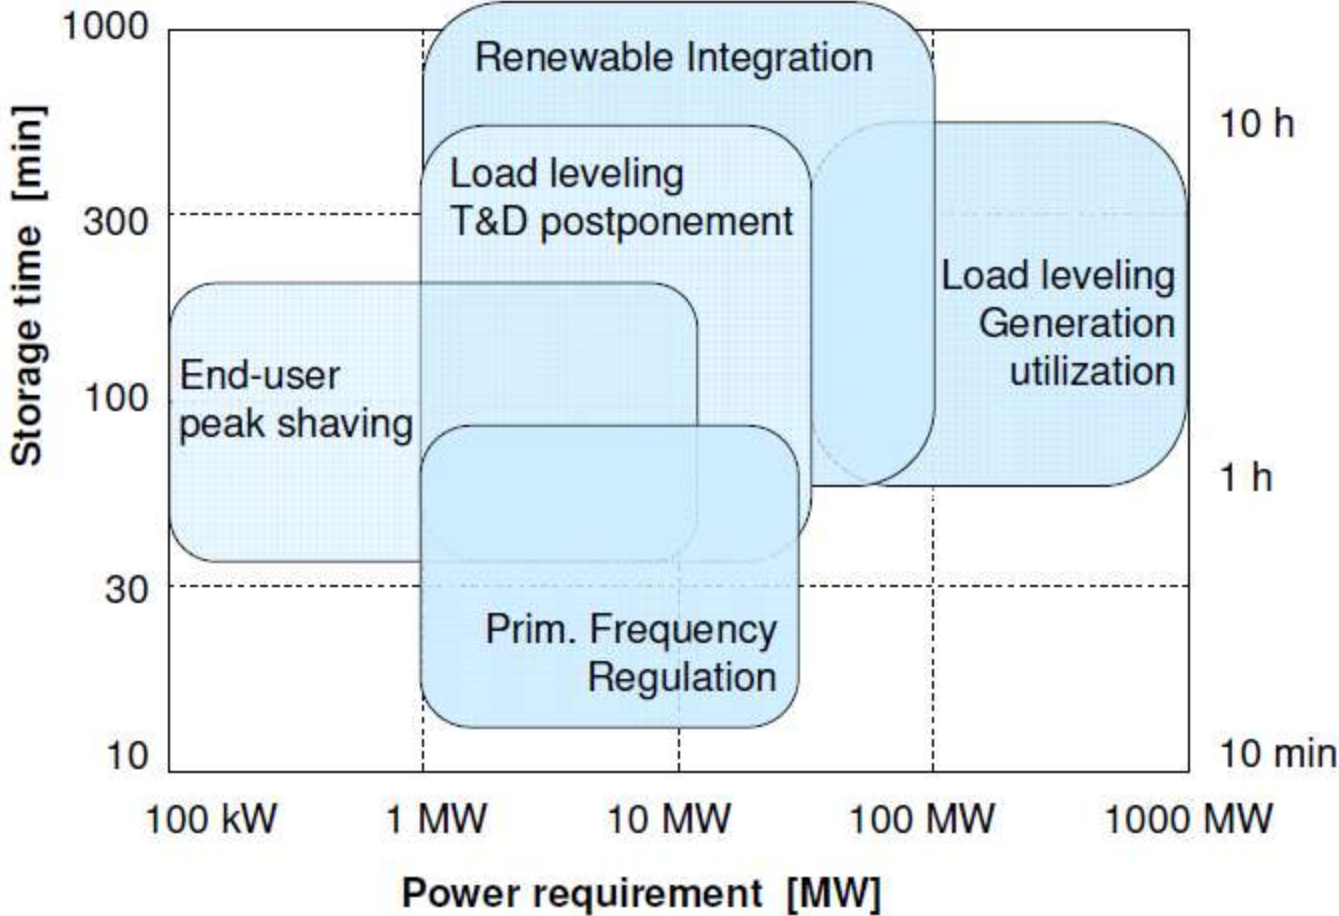 1000
Renewable Integration
10 h
Load leveling
T&D postponement
300
Storage time [min]
Load leveling
Generation
utilization
End-user
peak shaving
100
1 h
30
Prim. Frequency
Regulation
10
10 min
100 kW
1 MW
10 MW
100 MW
1000 MW
Power requirement [MW]